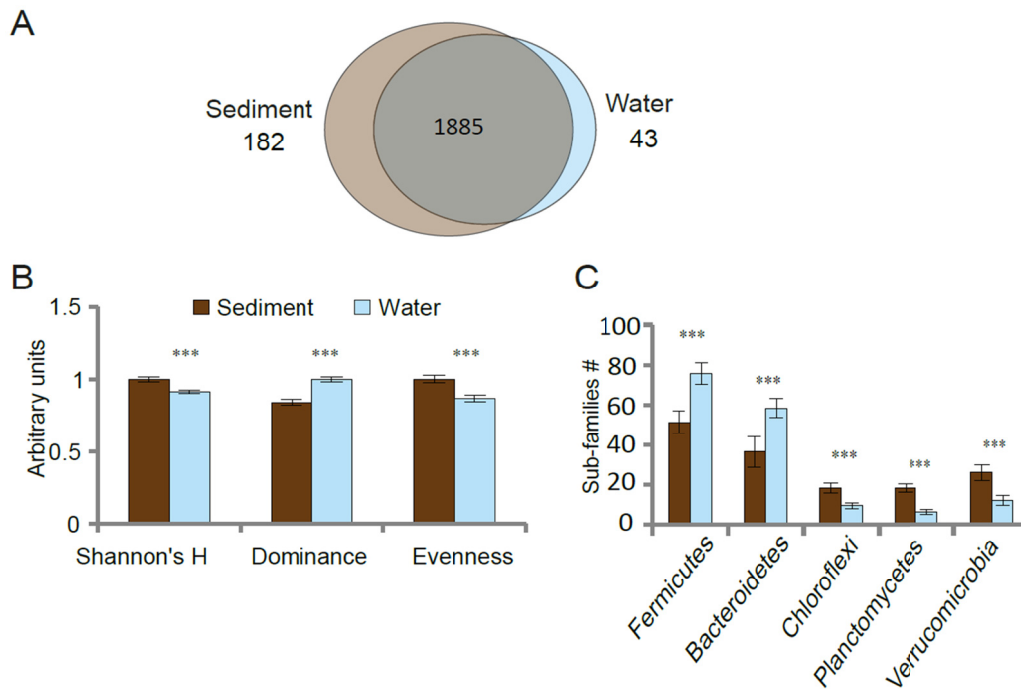 A
Sediment
182
1885
Water
43
B
Sediment
Water
Arbitrary units
1.5
1
0.5
0
***
***
***
Shannon's H
Dominance
Evenness
C
Sub-families #
100
80
60
40
20
0
***
***
***
***
***
Fermicutes
Bacteroidetes
Chloroflexi
Planctomycetes
Verrucomicrobia